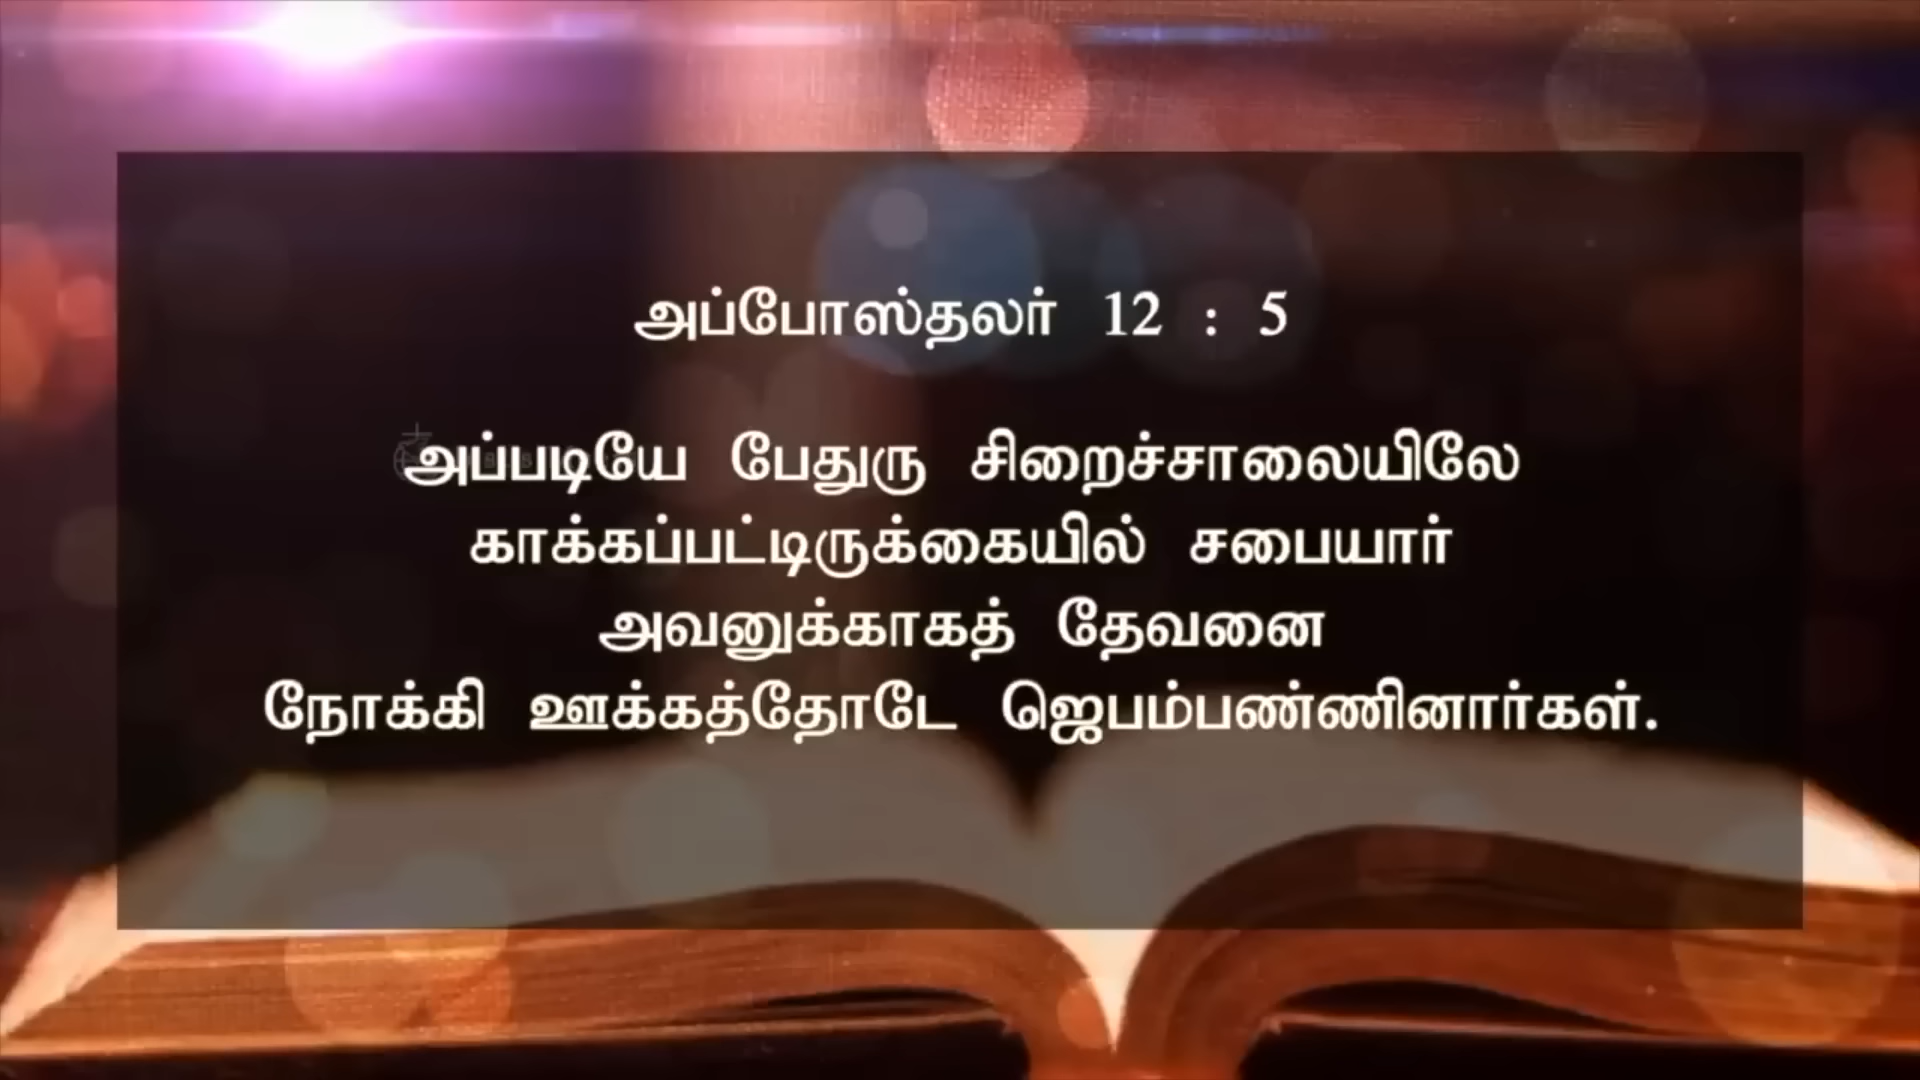 அப்போஸ்தலர் 12 : 5
அப்படியே பேதுரு சிறைச்சாலையிலே
காக்கப்பட்டிருக்கையில் சபையார்
அவனுக்காகத் தேவனை
நோக்கி ஊக்கத்தோடே ஜெபம்பண்ணினார்கள்.